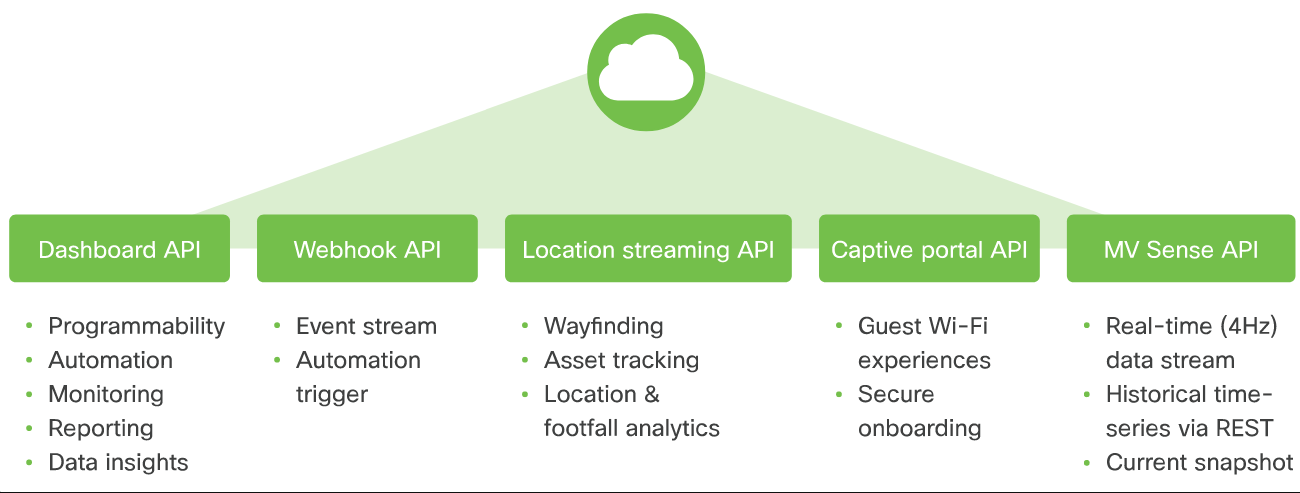 Dashboard API
• Programmability
• Automation
• Monitoring
• Reporting
• Data insights
Webhook API
• Event stream
• Automation
trigger
Location streaming API
• Wayfinding
• Asset tracking
• Location &
footfall analytics
Captive portal API
• Guest Wi-Fi
experiences
• Secure
onboarding
MV Sense API
• Real-time (4Hz)
data stream
• Historical time-
series via REST
• Current snapshot